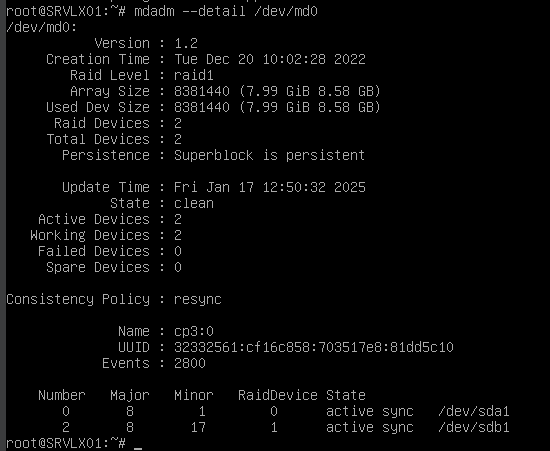 root@SRVLX01:~# mdadm --detail /dev/md0
/dev/md0:
Version : 1.2
Creation Time : Tue Dec 20 10:02:28 2022
Raid Level : raid1
Array Size : 8381440 (7.99 GiB 8.58 GB)
Used Dev Size : 8381440 (7.99 GiB 8.58 GB)
Raid Devices : 2
Total Devices : 2
Persistence : Superblock is persistent
Update Time : Fri Jan 17 12:50:32 2025
State : clean
Active Devices : 2
Working Devices : 2
Failed Devices : 0
Spare Devices : 0
Consistency Policy : resync
Name : cp3:0
UUID : 32332561:cf16c858:703517e8:81dd5c10
Events : 2800
Number Major Minor RaidDevice State
0 8 1 0 active sync /dev/sda1
2 8 17 1 active sync /dev/sdb1
root@SRVLX01:~# _